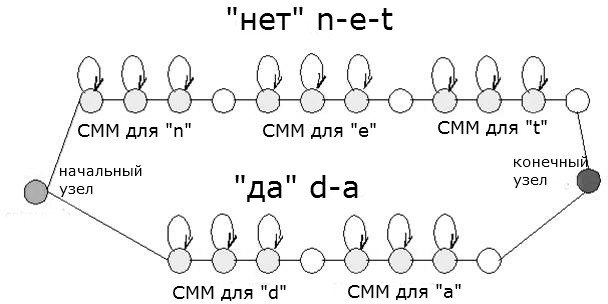 "нет" n-e-t
СММ для "n"
СММ для "e"
СММ для "t"
начальный
узел
конечный
узел
"да" d-a
СММ для "d"
СММ для "a"